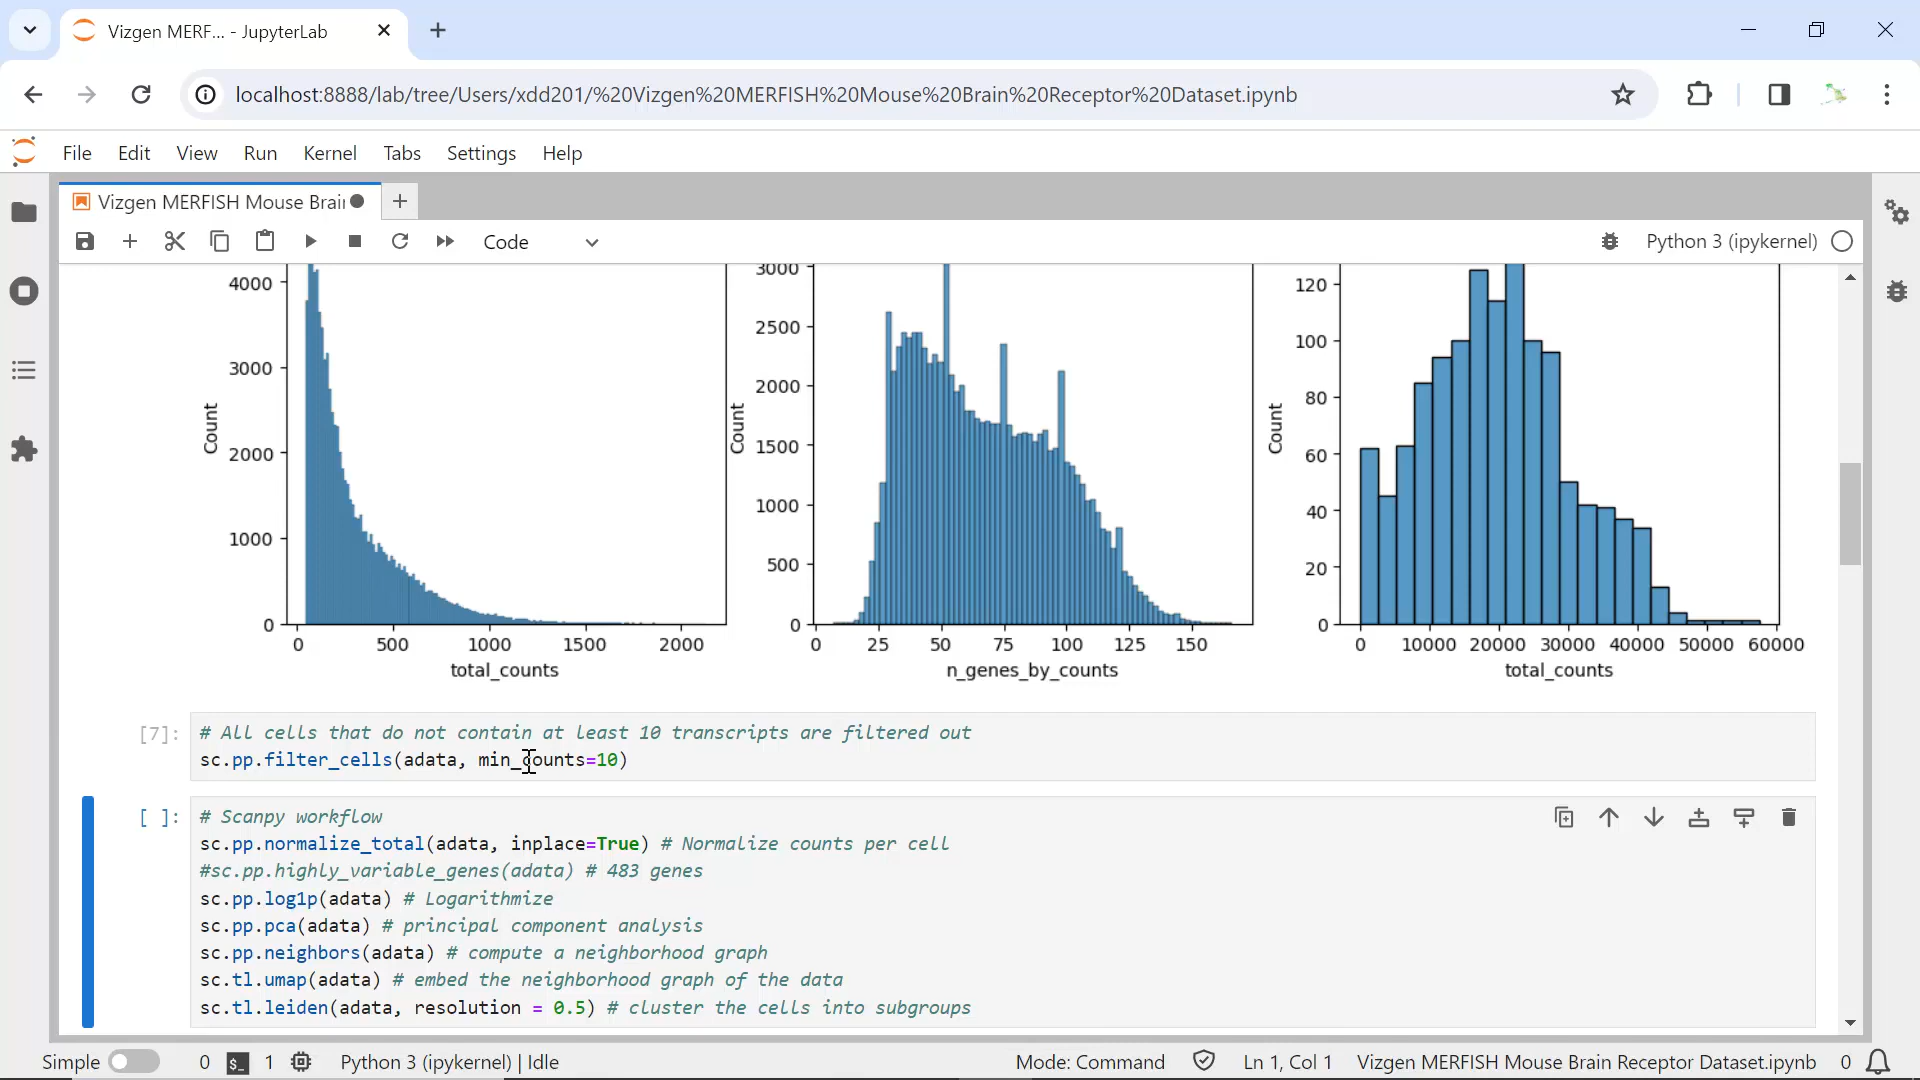 Vizgen MERF... - JupyterLab
localhost:8888/lab/tree/Users/xdd201/%20Vizgen%20MERFISH%20Mouse%20Brain%20Receptor%20Dataset.ipynb
File Edit View Run Kernel Tabs Settings Help
Vizgen MERFISH Mouse Brai
Code
Python 3 (ipykernel)
4000
3000
2000
1000
0
Count
0 500 1000 1500 2000
total_counts
3000
2500
2000
1500
1000
500
0
Count
0 25 50 75 100 125 150
n_genes_by_counts
120
100
80
60
40
20
0
Count
0 10000 20000 30000 40000 50000 60000
total_counts
[7]:
# All cells that do not contain at least 10 transcripts are filtered out
sc.pp.filter_cells(adata, min_counts=10)
[ ]:
# Scanpy workflow
sc.pp.normalize_total(adata, inplace=True) # Normalize counts per cell
#sc.pp.highly_variable_genes(adata) # 483 genes
sc.pp.log1p(adata) # Logarithmize
sc.pp.pca(adata) # principal component analysis
sc.pp.neighbors(adata) # compute a neighborhood graph
sc.tl.umap(adata) # embed the neighborhood graph of the data
sc.tl.leiden(adata, resolution = 0.5) # cluster the cells into subgroups
Simple 0 $_ 1 Python 3 (ipykernel) | Idle Mode: Command Ln 1, Col 1 Vizgen MERFISH Mouse Brain Receptor Dataset.ipynb 0